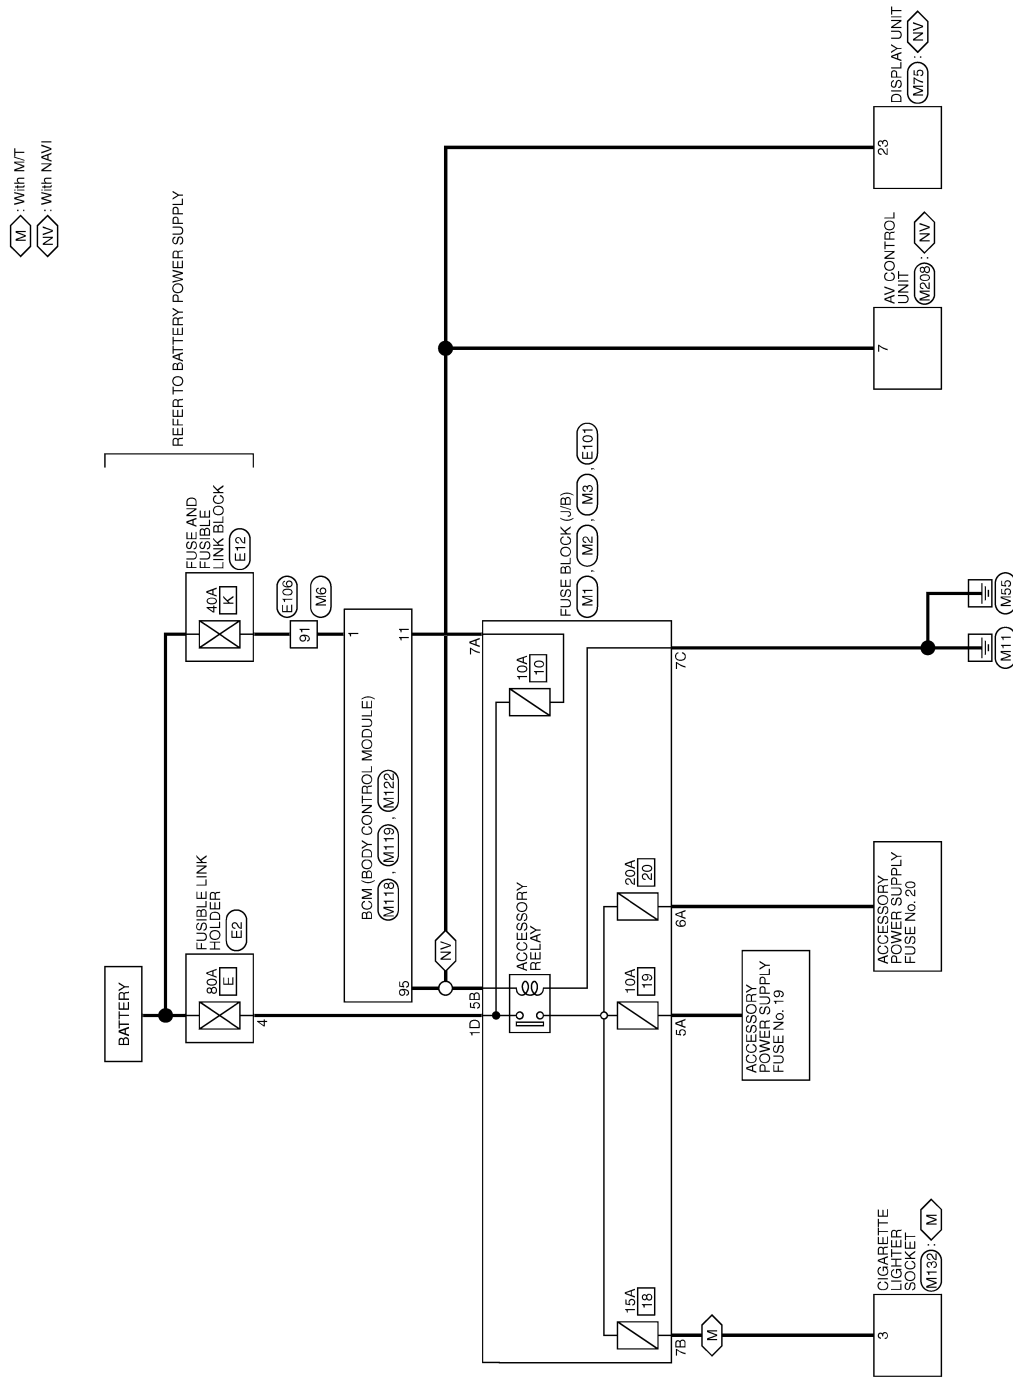 M : With M/T
NV : With NAVI
REFER TO BATTERY POWER SUPPLY
BATTERY
FUSIBLE LINK
HOLDER
E2
80A
E
4
FUSE AND
FUSIBLE
LINK BLOCK
E12
40A
K
E106
M6
91
1
11
95
BCM (BODY CONTROL MODULE)
M118 , M119 , M122
NV
7A
5B
1D
FUSE BLOCK (J/B)
M1 , M2 , M3 , E101
10A
10
ACCESSORY
RELAY
15A
18
10A
19
20A
20
7B
5A
6A
7C
M
ACCESSORY
POWER SUPPLY
FUSE No. 19
ACCESSORY
POWER SUPPLY
FUSE No. 20
CIGARETTE
LIGHTER
SOCKET
M132 : M
3
M11
M55
AV CONTROL
UNIT
M208 : NV
7
DISPLAY UNIT
M75 : NV
23